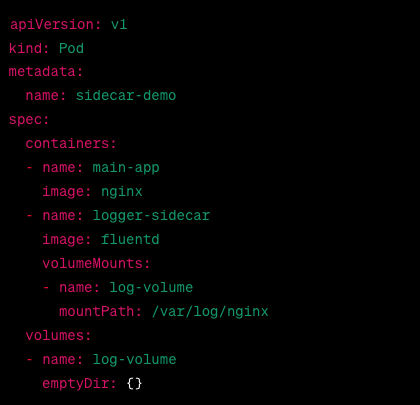 apiVersion: v1
kind: Pod
metadata:
  name: sidecar-demo
spec:
  containers:
  - name: main-app
    image: nginx
  - name: logger-sidecar
    image: fluentd
    volumeMounts:
    - name: log-volume
      mountPath: /var/log/nginx
  volumes:
  - name: log-volume
    emptyDir: {}